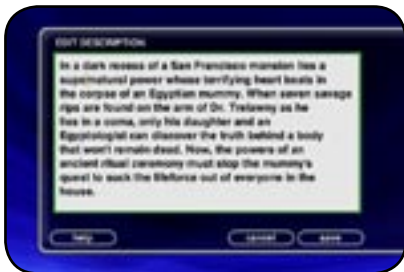 EDIT DESCRIPTION
In a dark recess of a San Francisco mansion lies a
supernatural power whose terrifying heart beats in
the corpse of an Egyptian mummy. When seven savage
rips are found on the arm of Dr. Trelawny as he
lies in a coma, only his daughter and an
Egyptologist can discover the truth behind a body
that won't remain dead. Now, the powers of an
ancient ritual ceremony must stop the mummy's
quest to suck the lifeforce out of everyone in the
house.
help cancel save